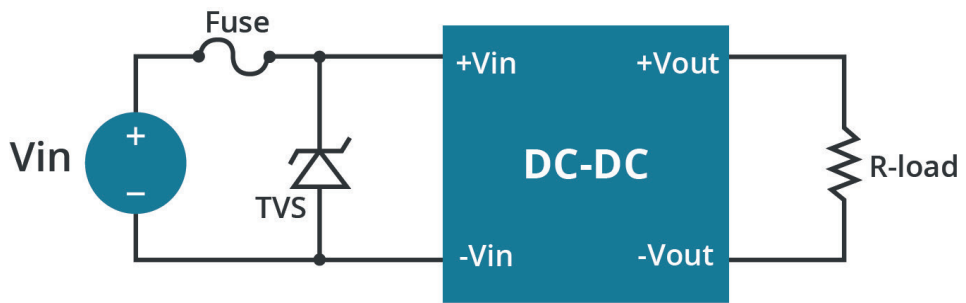 Fuse
+Vin
+Vout
+
Vin
DC-DC
R-load
−
TVS
-Vin
-Vout